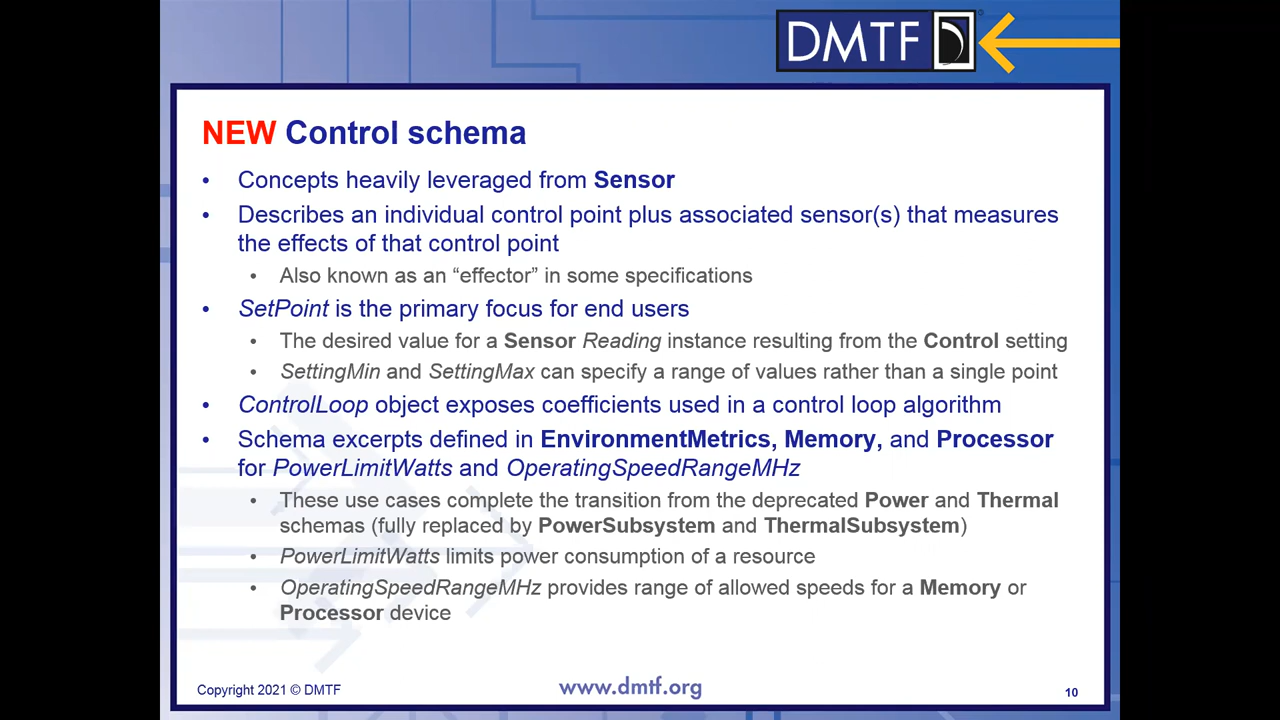 DMTF
NEW Control schema
• Concepts heavily leveraged from Sensor
• Describes an individual control point plus associated sensor(s) that measures
the effects of that control point
• Also known as an “effector” in some specifications
• SetPoint is the primary focus for end users
• The desired value for a Sensor Reading instance resulting from the Control setting
• SettingMin and SettingMax can specify a range of values rather than a single point
• ControlLoop object exposes coefficients used in a control loop algorithm
• Schema excerpts defined in EnvironmentMetrics, Memory, and Processor
for PowerLimitWatts and OperatingSpeedRangeMHz
• These use cases complete the transition from the deprecated Power and Thermal
schemas (fully replaced by PowerSubsystem and ThermalSubsystem)
• PowerLimitWatts limits power consumption of a resource
• OperatingSpeedRangeMHz provides range of allowed speeds for a Memory or
Processor device
Copyright 2021 © DMTF
www.dmtf.org
10